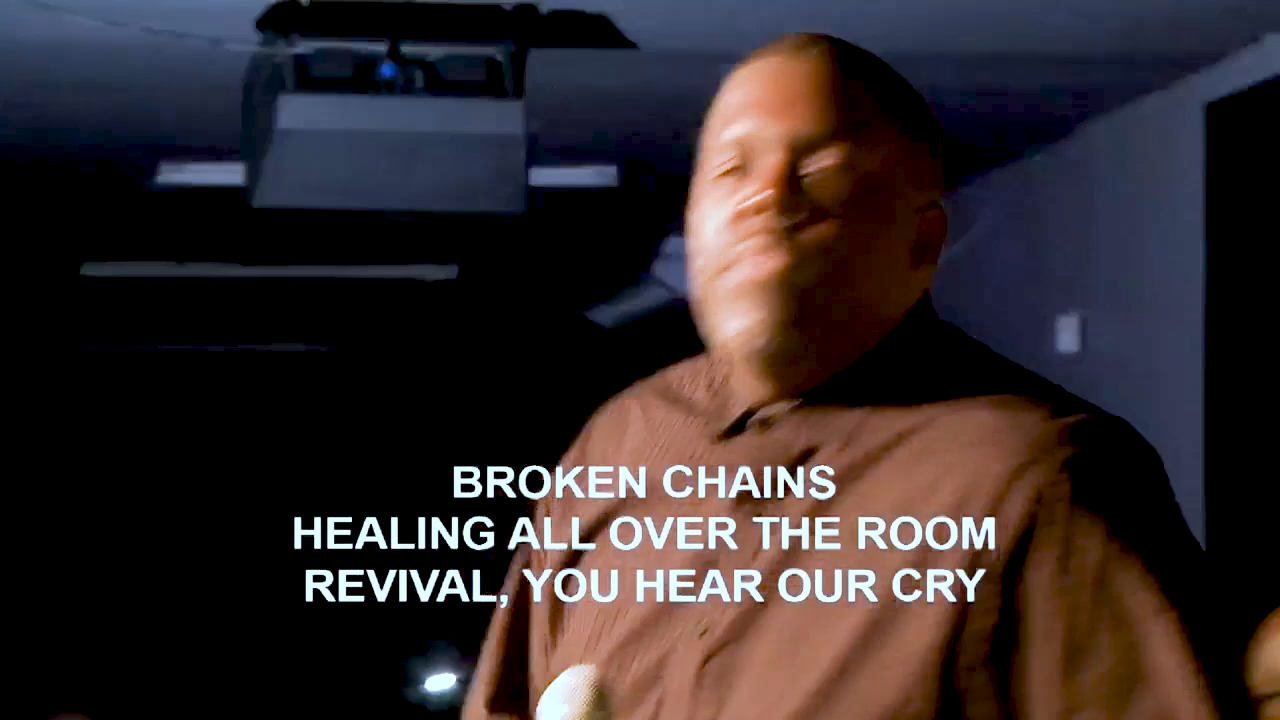 BROKEN CHAINS
HEALING ALL OVER THE ROOM
REVIVAL, YOU HEAR OUR CRY